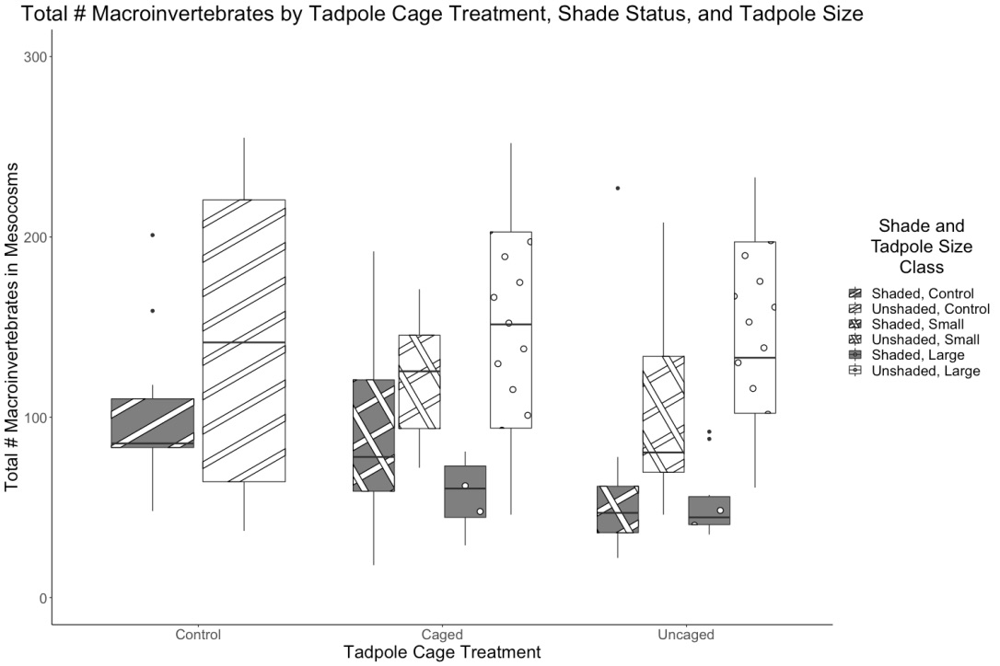 Total # Macroinvertebrates by Tadpole Cage Treatment, Shade Status, and Tadpole Size
Total # Macroinvertebrates in Mesocosms
300
200
100
0
Control
Caged
Uncaged
Tadpole Cage Treatment
Shade and
Tadpole Size
Class
Shaded, Control
Unshaded, Control
Shaded, Small
Unshaded, Small
Shaded, Large
Unshaded, Large